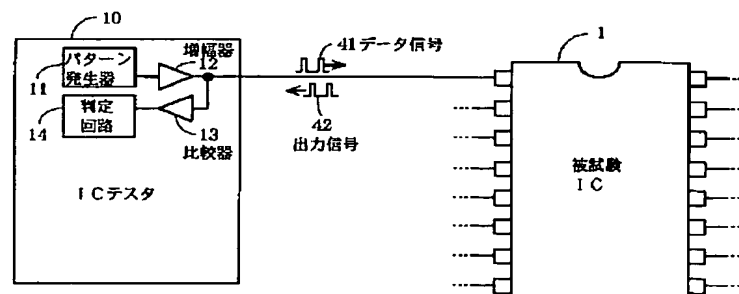 10
パターン
発生器
11
増幅器
12
判定
回路
14
13
比較器
ICテスタ
41データ信号
42
出力信号
1
被試験
IC